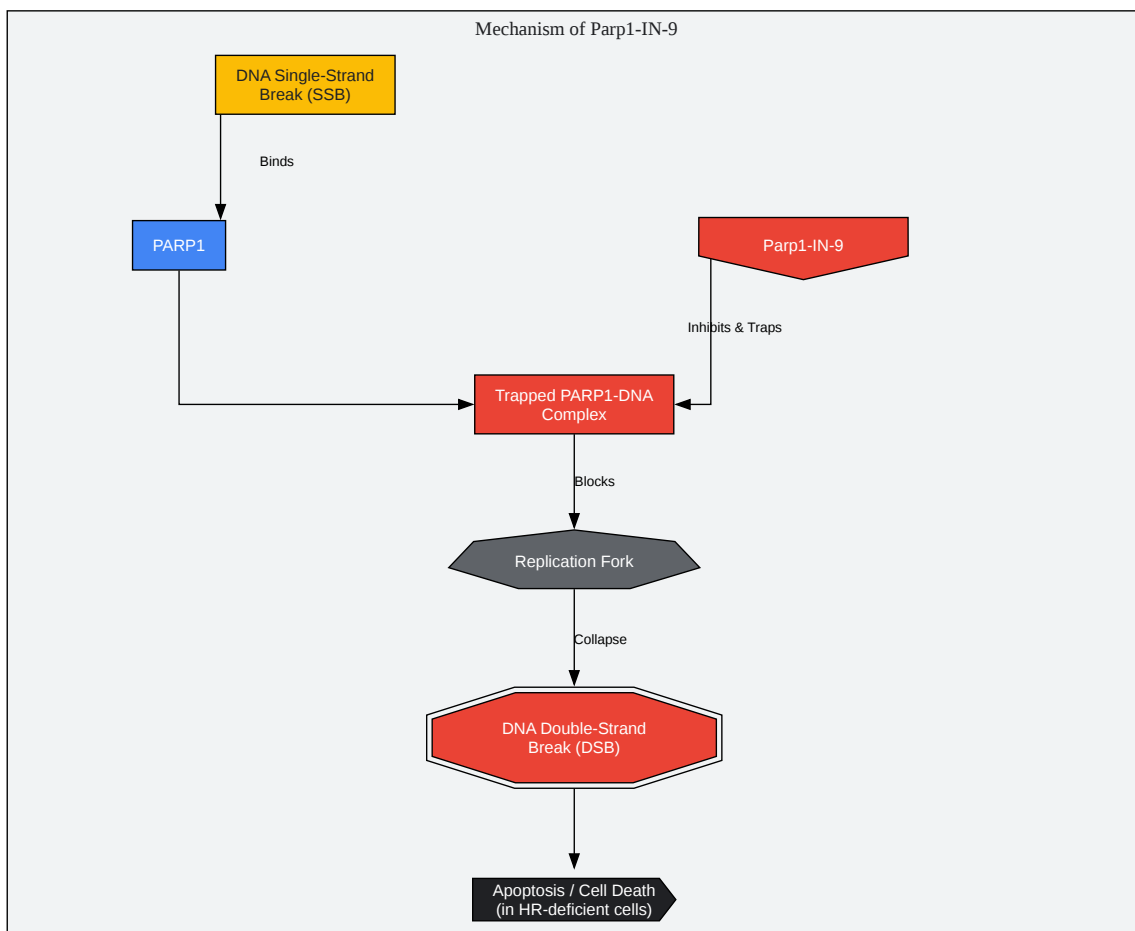 Mechanism of Parp1-IN-9
DNA Single-Strand
Break (SSB)
Binds
PARP1
Parp1-IN-9
Inhibits & Traps
Trapped PARP1-DNA
Complex
Blocks
Replication Fork
Collapse
DNA Double-Strand
Break (DSB)
Apoptosis / Cell Death
(in HR-deficient cells)